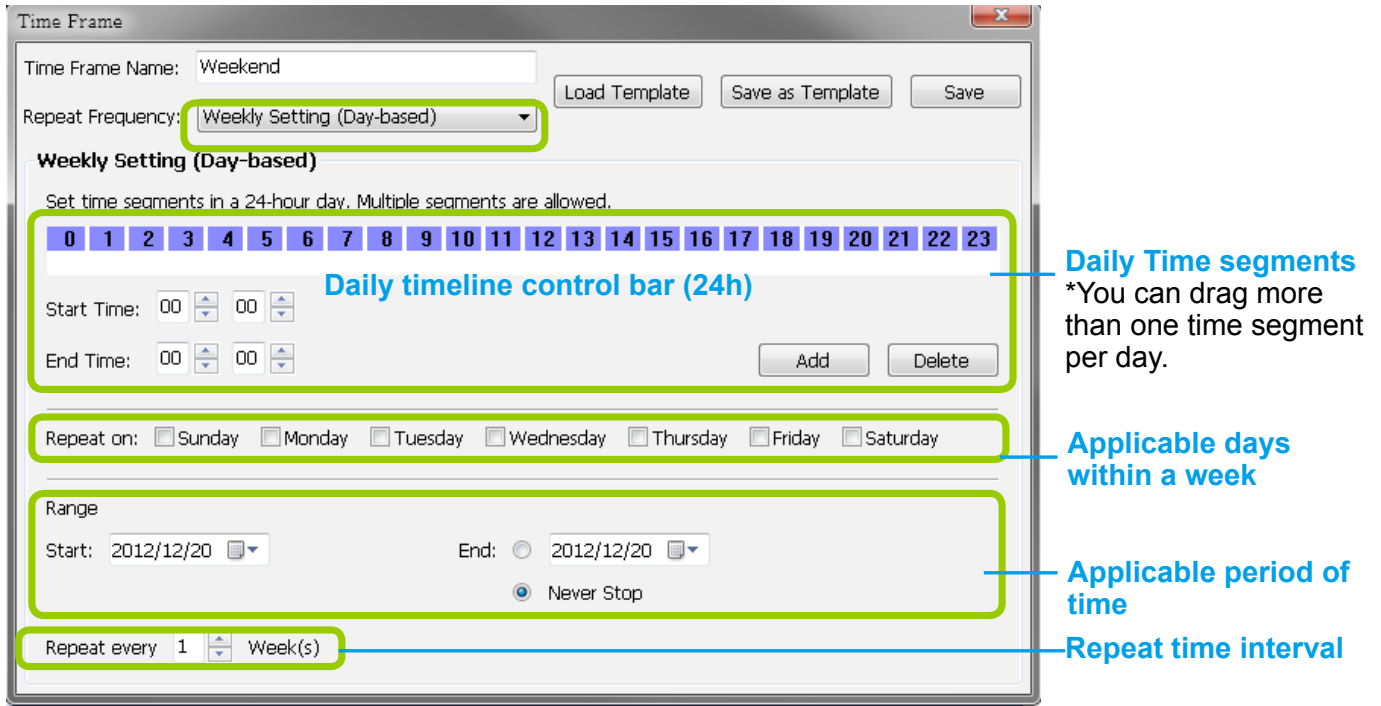 Time Frame
x
Time Frame Name: Weekend
Load Template Save as Template Save
Repeat Frequency: Weekly Setting (Day-based)
Weekly Setting (Day-based)
Set time segments in a 24-hour day. Multiple segments are allowed.
0 1 2 3 4 5 6 7 8 9 10 11 12 13 14 15 16 17 18 19 20 21 22 23
Daily timeline control bar (24h)
Start Time: 00 00
End Time: 00 00
Add Delete
Daily Time segments
*You can drag more
than one time segment
per day.
Repeat on: Sunday Monday Tuesday Wednesday Thursday Friday Saturday
Applicable days
within a week
Range
Start: 2012/12/20 End: 2012/12/20
Never Stop
Applicable period of
time
Repeat every 1 Week(s)
Repeat time interval